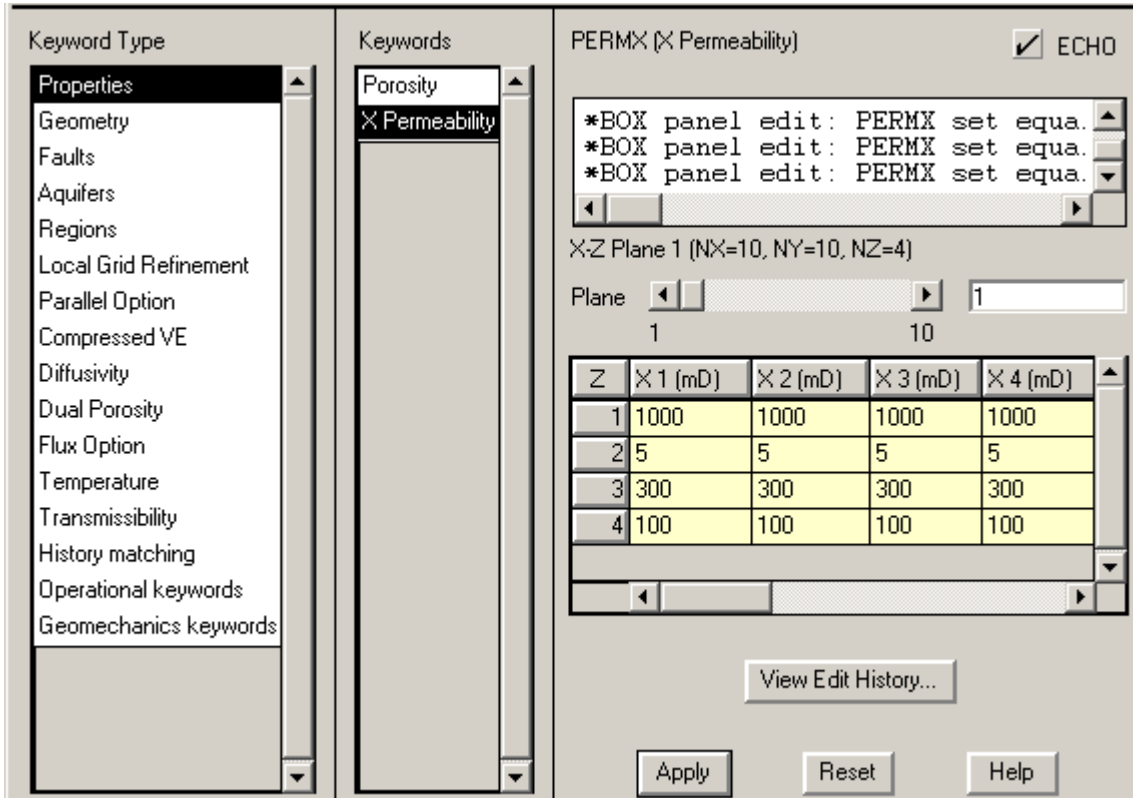 Keyword Type
Properties
Geometry
Faults
Aquifers
Regions
Local Grid Refinement
Parallel Option
Compressed VE
Diffusivity
Dual Porosity
Flux Option
Temperature
Transmissibility
History matching
Operational keywords
Geomechanics keywords
Keywords
Porosity
X Permeability
PERMX (X Permeability)
ECHO
*BOX panel edit: PERMX set equa.
*BOX panel edit: PERMX set equa.
*BOX panel edit: PERMX set equa.
X-Z Plane 1 (NX=10, NY=10, NZ=4)
Plane 1
1 10
Z X 1 (mD) X 2 (mD) X 3 (mD) X 4 (mD)
1 1000 1000 1000 1000
2 5 5 5 5
3 300 300 300 300
4 100 100 100 100
View Edit History...
Apply Reset Help